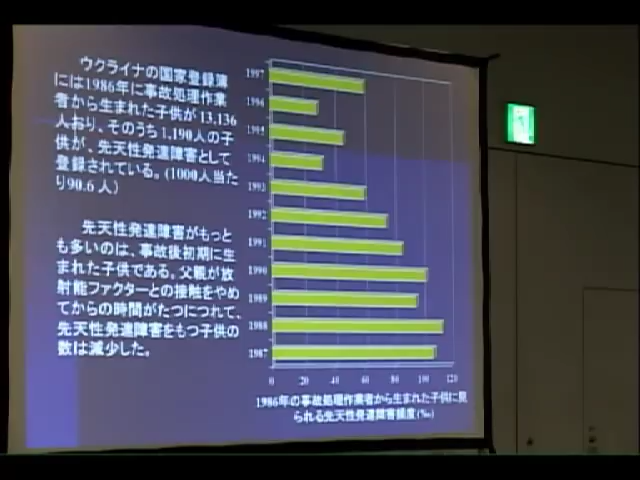 ウクライナの国家登録簿
には1986年に事故処理作業
者から生まれた子供が13,136
人おり、そのうち1,190人の子
供が、先天性発達障害として
登録されている。(1000人当た
り90.6人)
先天性発達障害がもっと
も多いのは、事故後初期に生
まれた子供である。父親が放
射能ファクターとの接触をやめ
てからの時間がたつにつれて、
先天性発達障害をもつ子供の
数は減少した。
1997
1996
1995
1994
1993
1992
1991
1990
1989
1988
1987
0 20 40 60 80 100 120
1986年の事故処理作業者から生まれた子供に見
られる先天性発達障害頻度(‰)